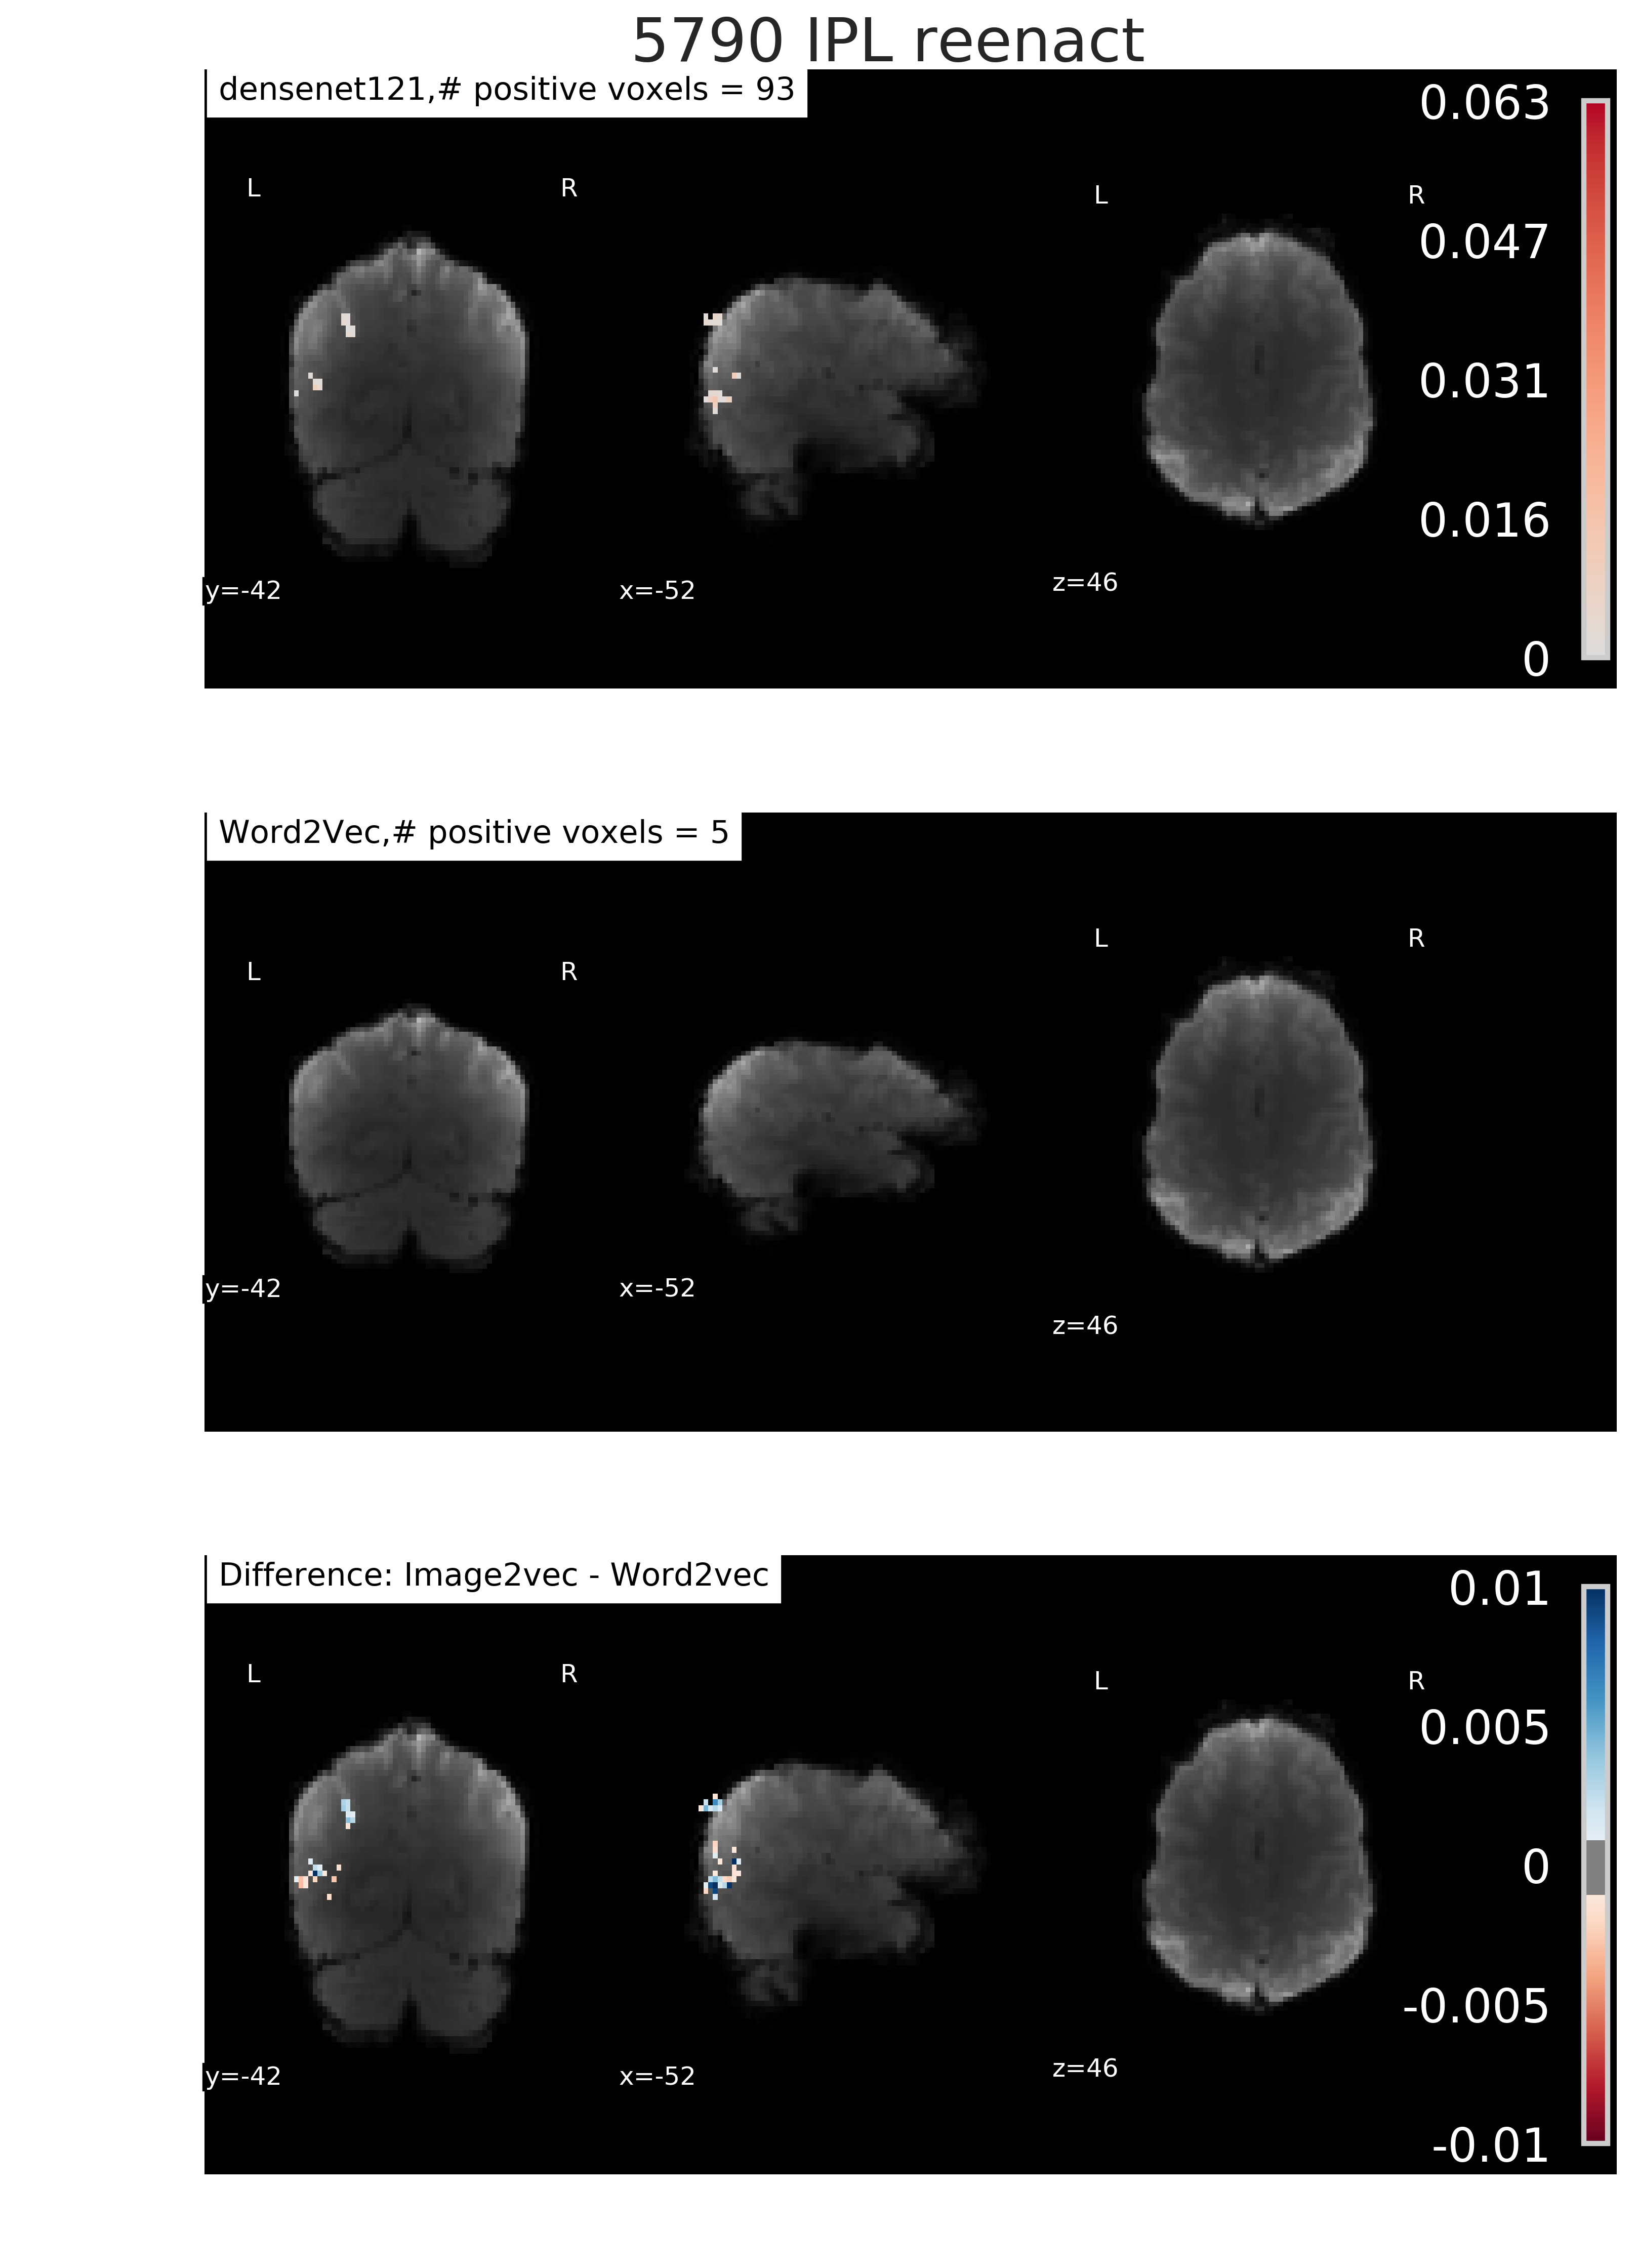 5790 IPL reenact
densenet121,# positive voxels = 93
0.063
L
R
L
R
0.047
0.031
0.016
y=-42
x=-52
z=46
0
Word2Vec,# positive voxels = 5
L
R
L
R
y=-42
x=-52
z=46
Difference: Image2vec - Word2vec
0.01
L
R
L
R
0.005
0
-0.005
y=-42
x=-52
z=46
-0.01